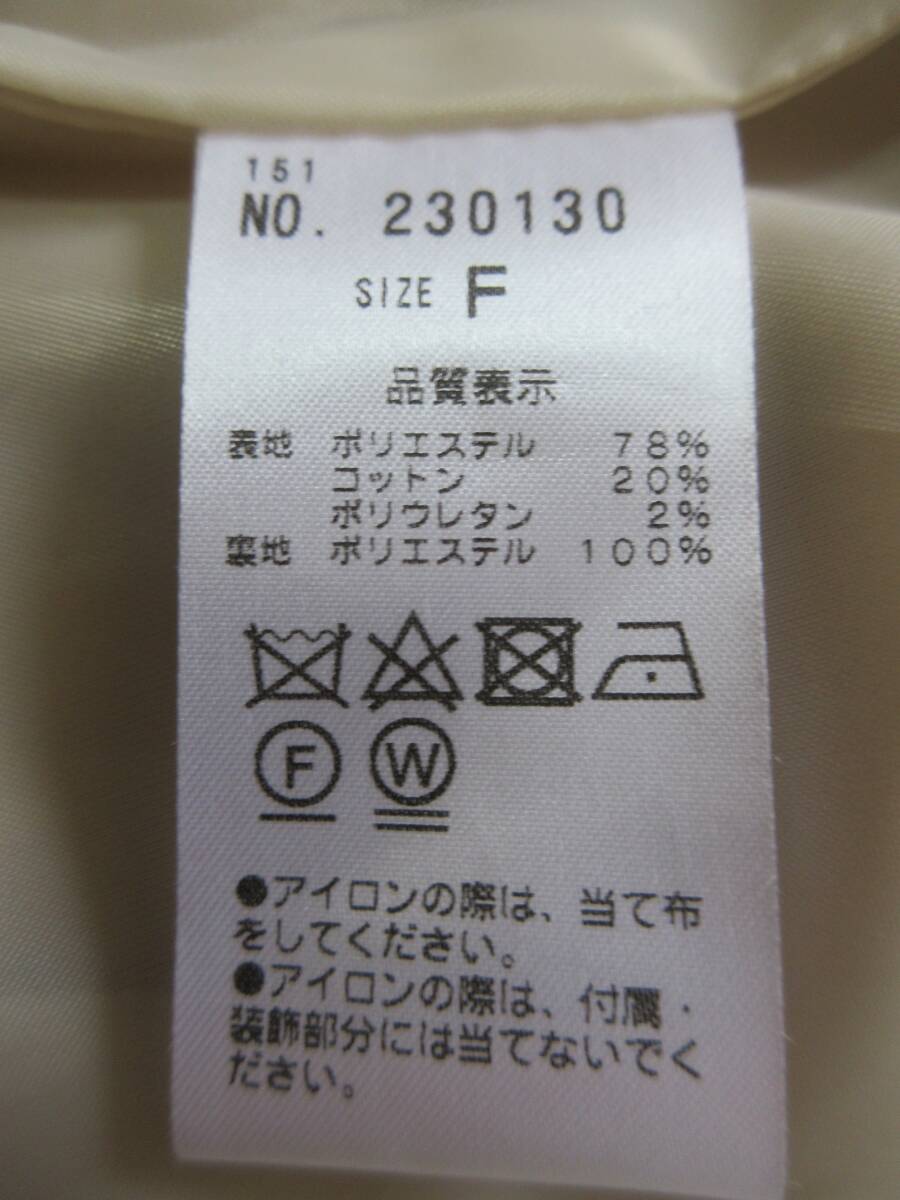 151
NO. 230130
SIZE F
品質表示
表地 ポリエステル 78%
コットン 20%
ポリウレタン 2%
裏地 ポリエステル 100%
F W
●アイロンの際は、当て布
をしてください。
●アイロンの際は、付属・
装飾部分には当てないでく
ださい。